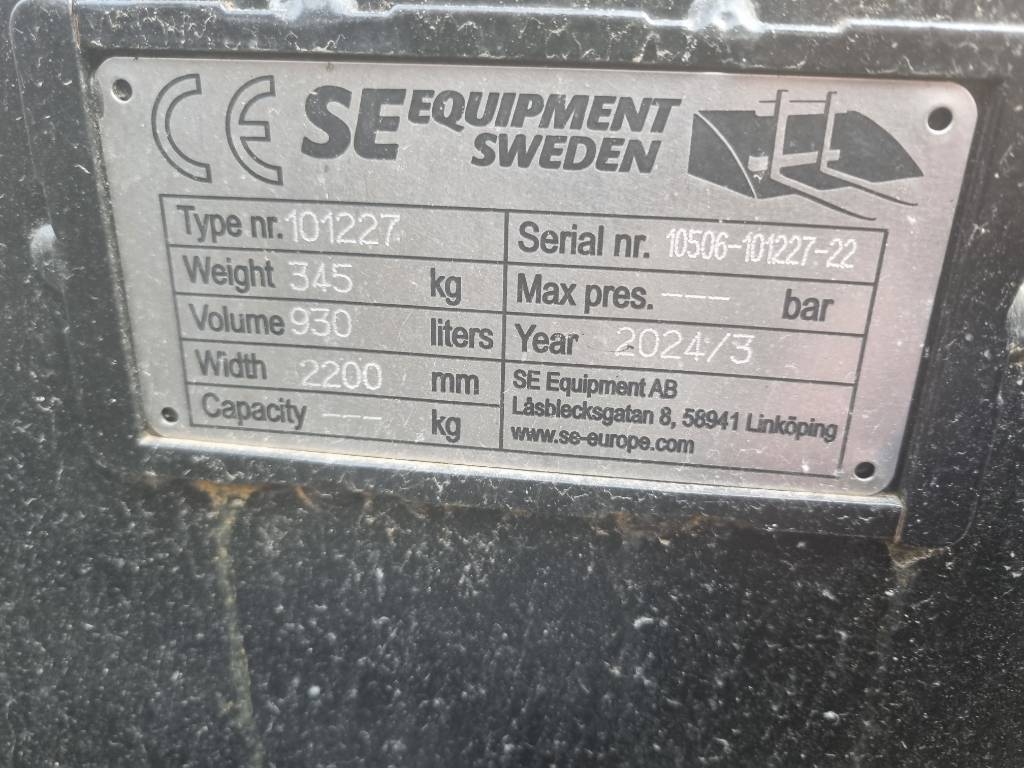 CE SE EQUIPMENT SWEDEN
Type nr. 101227
Weight 345 kg
Volume 930 liters
Width 2200 mm
Capacity --- kg
Serial nr. 10506-101227-22
Max pres. --- bar
Year 2024/3
SE Equipment AB
Låsblecksgatan 8, 58941 Linköping
www.se-europe.com